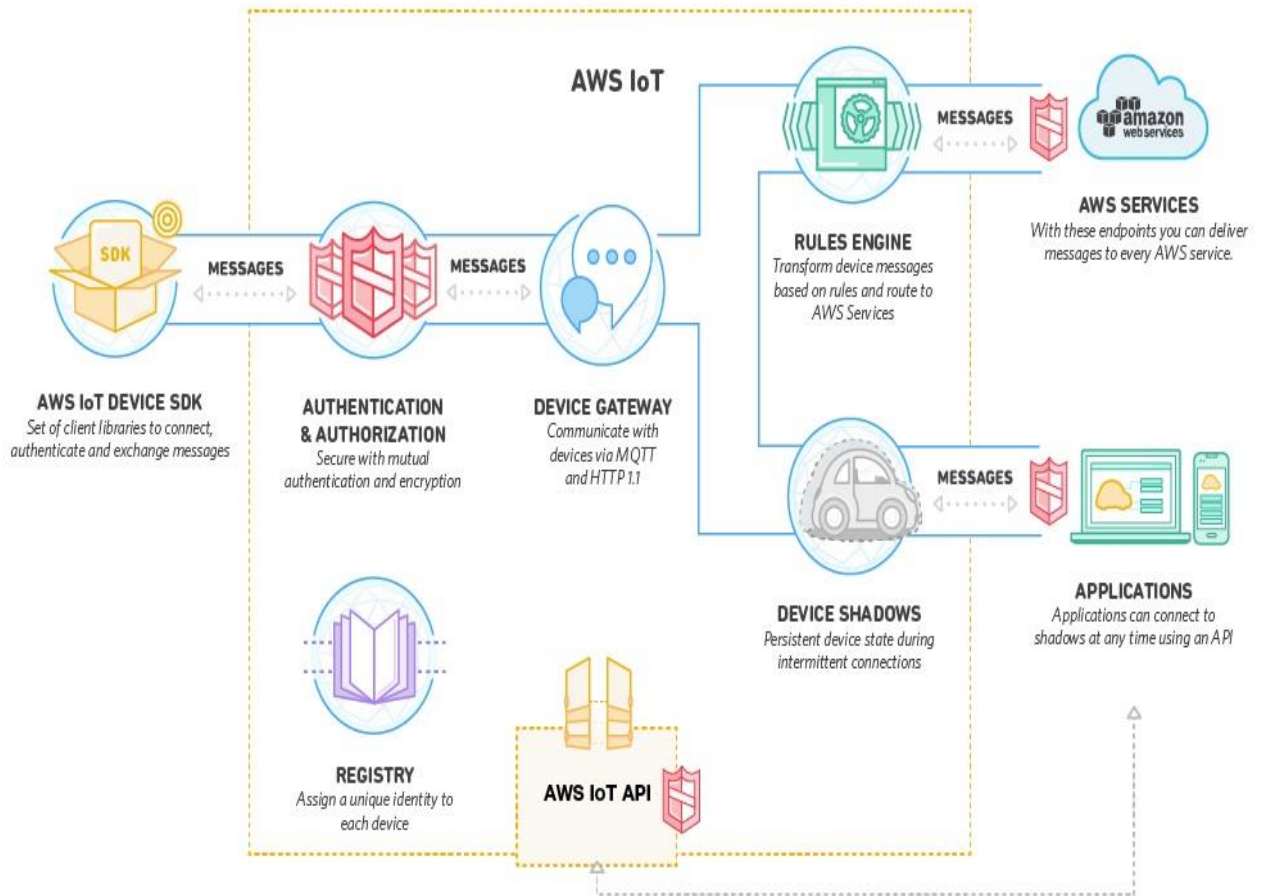 AWS IoT
MESSAGES
amazon
web services
AWS SERVICES
With these endpoints you can deliver
messages to every AWS service.
RULES ENGINE
Transform device messages
based on rules and route to
AWS Services
SDK
MESSAGES
MESSAGES
AWS IoT DEVICE SDK
Set of client libraries to connect,
authenticate and exchange messages
AUTHENTICATION
& AUTHORIZATION
Secure with mutual
authentication and encryption
DEVICE GATEWAY
Communicate with
devices via MQTT
and HTTP 1.1
MESSAGES
DEVICE SHADOWS
Persistent device state during
intermittent connections
APPLICATIONS
Applications can connect to
shadows at any time using an API
REGISTRY
Assign a unique identity to
each device
AWS IoT API